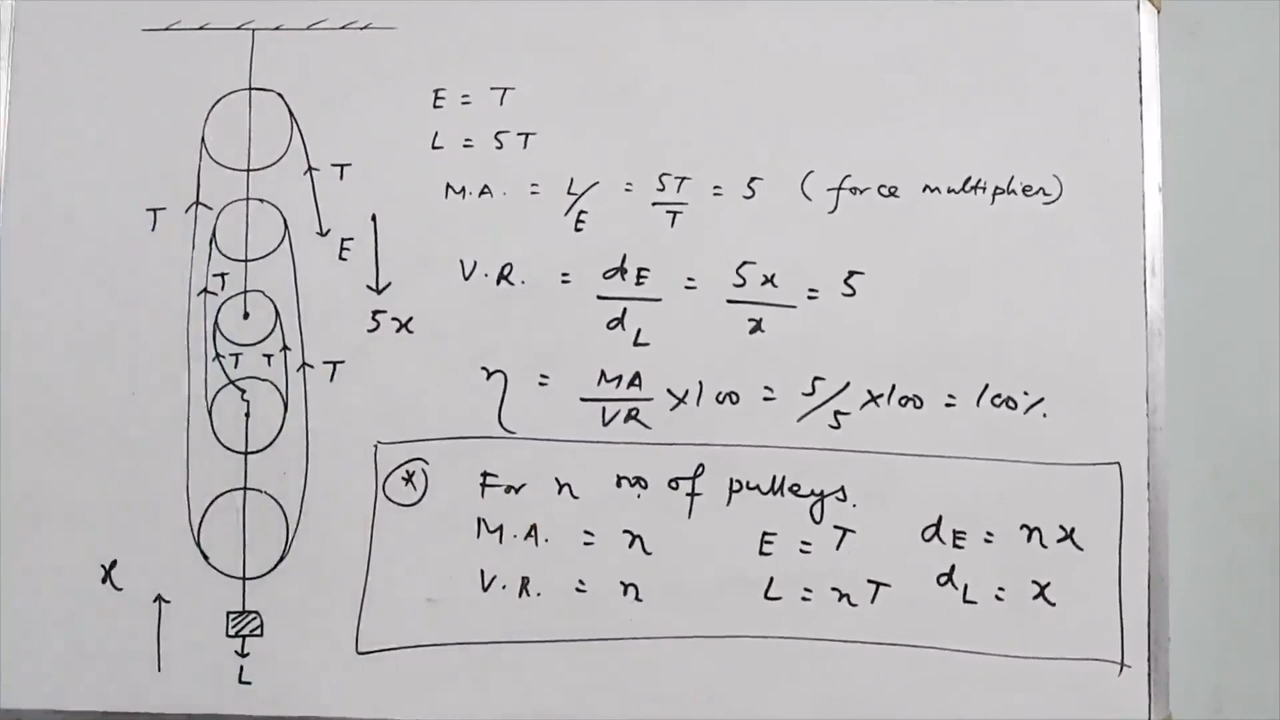 E = T
L = 5T
M.A. = L/E = 5T/T = 5 (force multiplier)
V.R. = dE/dL = 5x/x = 5
η = MA/VR × 100 = 5/5 × 100 = 100%.
* For n no. of pulleys.
M.A. = n E = T dE = nx
V.R. = n L = nT dL = x
T
T
E
T
5x
T T
T
x
L